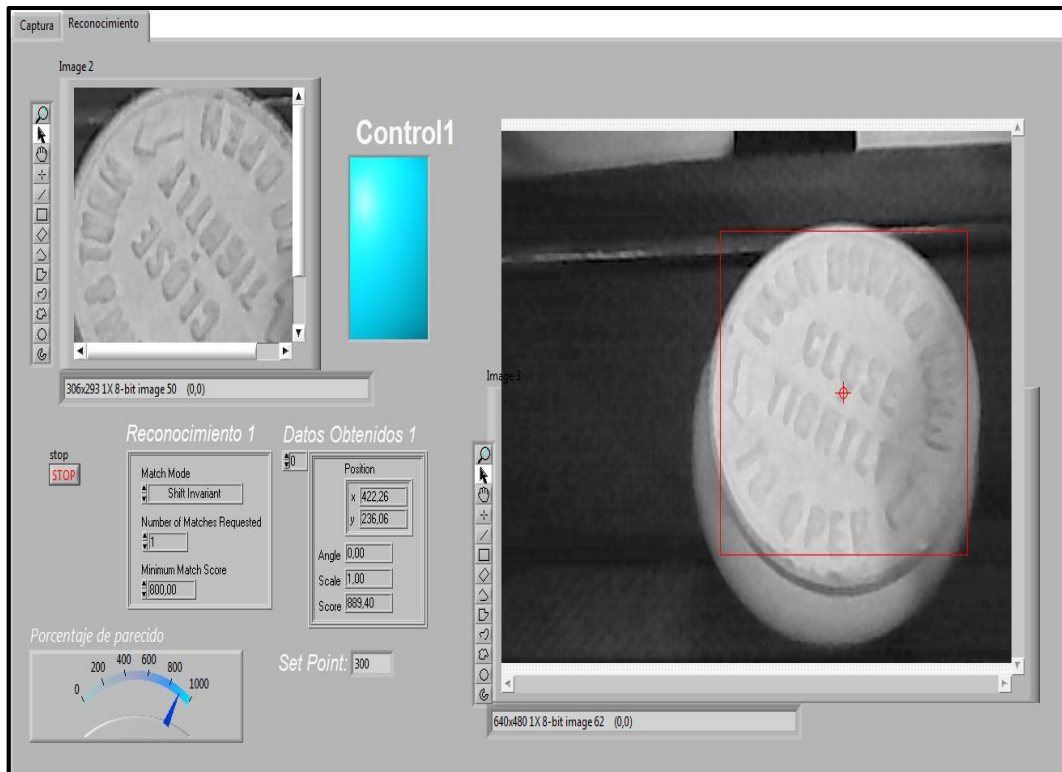 Captura Reconocimiento
Image 2
OPEN
TIGHTLY
CLOSE
Control1
306x293 1X 8-bit image 50 (0,0)
Image 3
CLOSE
TIGHTLY
Reconocimiento 1
Match Mode
Shift Invariant
Number of Matches Requested
1
Minimum Match Score
800,00
stop
STOP
Datos Obtenidos 1
0
Position
x 422,26
y 236,06
Angle 0,00
Scale 1,00
Score 889,40
Porcentaje de parecido
0 200 400 600 800 1000
Set Point: 300
640x480 1X 8-bit image 62 (0,0)